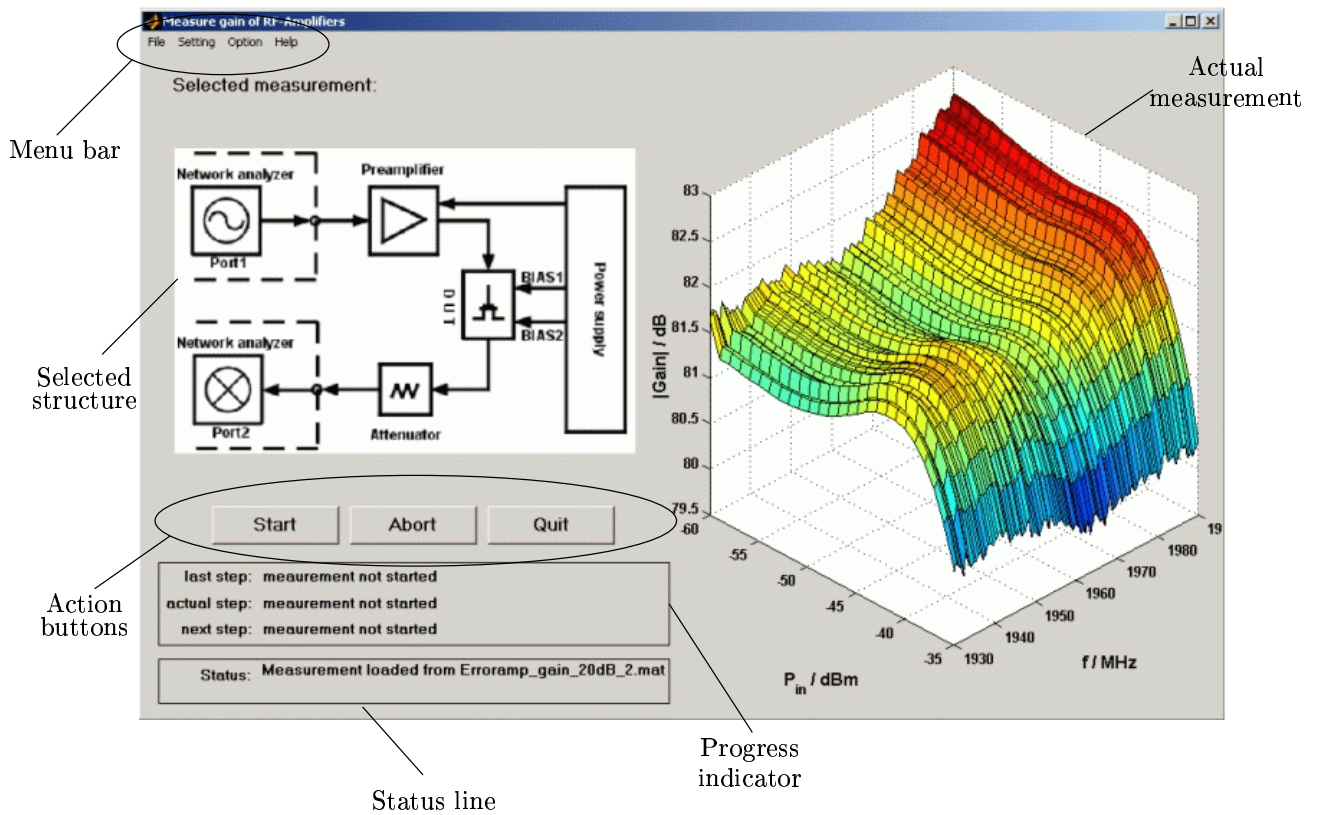 Measure gain of RF-Amplifiers
File Setting Option Help
Selected measurement:
Actual
measurement
Menu bar
Network analyzer
Port1
Preamplifier
Power supply
BIAS1
BIAS2
DUT
Network analyzer
Port2
Attenuator
Selected
structure
83
82.5
82
81.5
81
80.5
80
79.5
|Gain| / dB
-60
-55
-50
-45
-40
-35
Pin / dBm
1930
1940
1950
1960
1970
1980
19
f / MHz
Start Abort Quit
Action
buttons
last step: meaurement not started
actual step: meaurement not started
next step: meaurement not started
Status: Measurement loaded from Erroramp_gain_20dB_2.mat
Progress
indicator
Status line